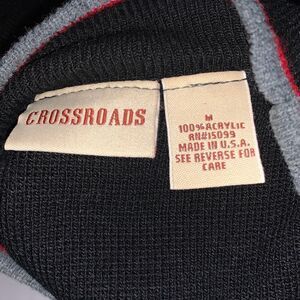 CROSSROADS
M
100% ACRYLIC
RN#15099
MADE IN U.S.A.
SEE REVERSE FOR
CARE